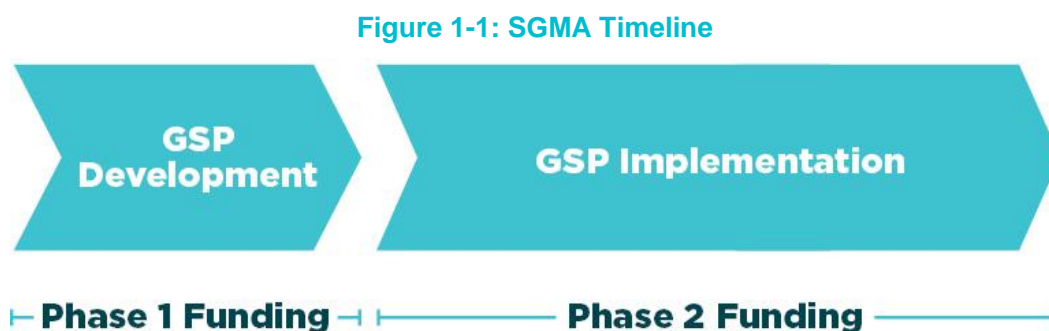 Figure 1-1: SGMA Timeline
GSP
Development
GSP Implementation
Phase 1 Funding
Phase 2 Funding